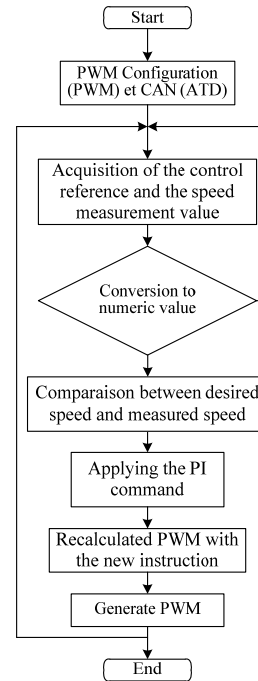 Start
PWM Configuration
(PWM) et CAN (ATD)
Acquisition of the control
reference and the speed
measurement value
Conversion to
numeric value
Comparaison between desired
speed and measured speed
Applying the PI
command
Recalculated PWM with
the new instruction
Generate PWM
End